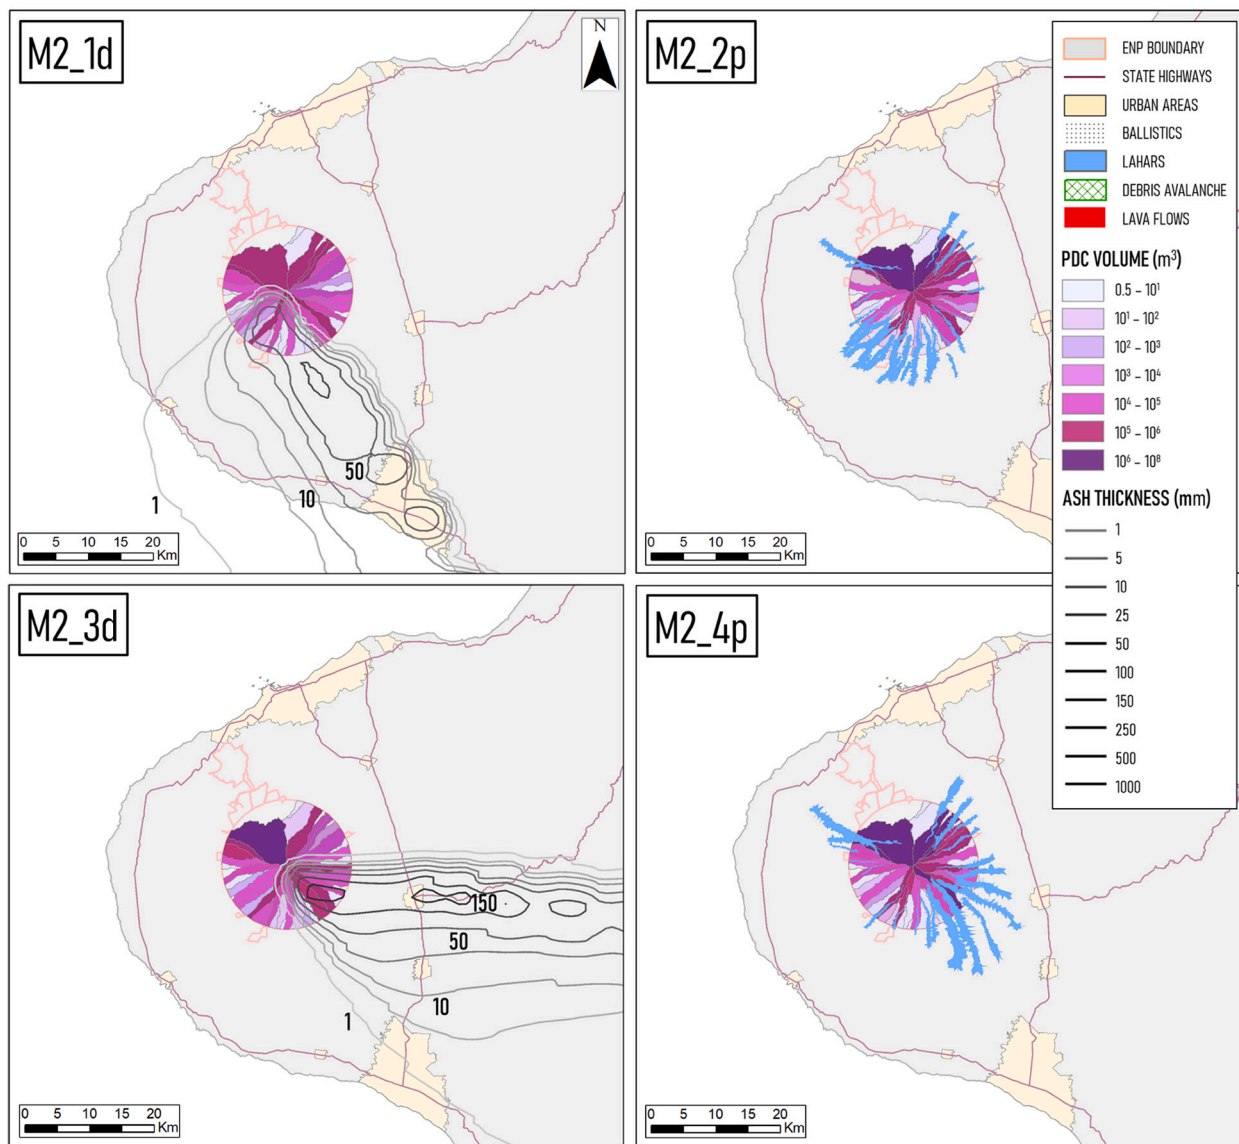 M2_1d
N
1
10
50
0 5 10 15 20
Km
M2_2p
0 5 10 15 20
Km
ENP BOUNDARY
STATE HIGHWAYS
URBAN AREAS
BALLISTICS
LAHARS
DEBRIS AVALANCHE
LAVA FLOWS
PDC VOLUME (m³)
0.5 – 10¹
10¹ – 10²
10² – 10³
10³ – 10⁴
10⁴ – 10⁵
10⁵ – 10⁶
10⁶ – 10⁸
ASH THICKNESS (mm)
1
5
10
25
50
100
150
250
500
1000
M2_3d
150
50
10
1
0 5 10 15 20
Km
M2_4p
0 5 10 15 20
Km